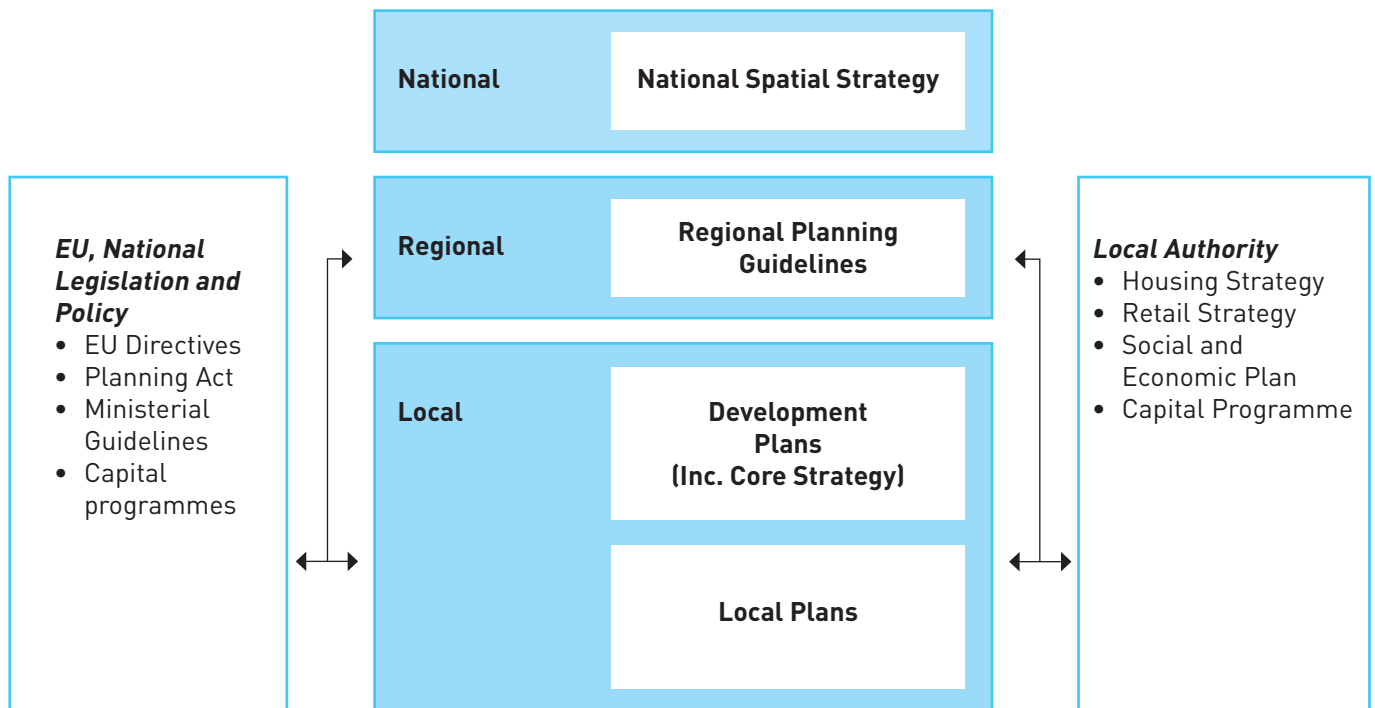 National
National Spatial Strategy
EU, National
Legislation and
Policy
• EU Directives
• Planning Act
• Ministerial
Guidelines
• Capital
programmes
Regional
Regional Planning
Guidelines
Local
Development
Plans
(Inc. Core Strategy)
Local Plans
Local Authority
• Housing Strategy
• Retail Strategy
• Social and
Economic Plan
• Capital Programme